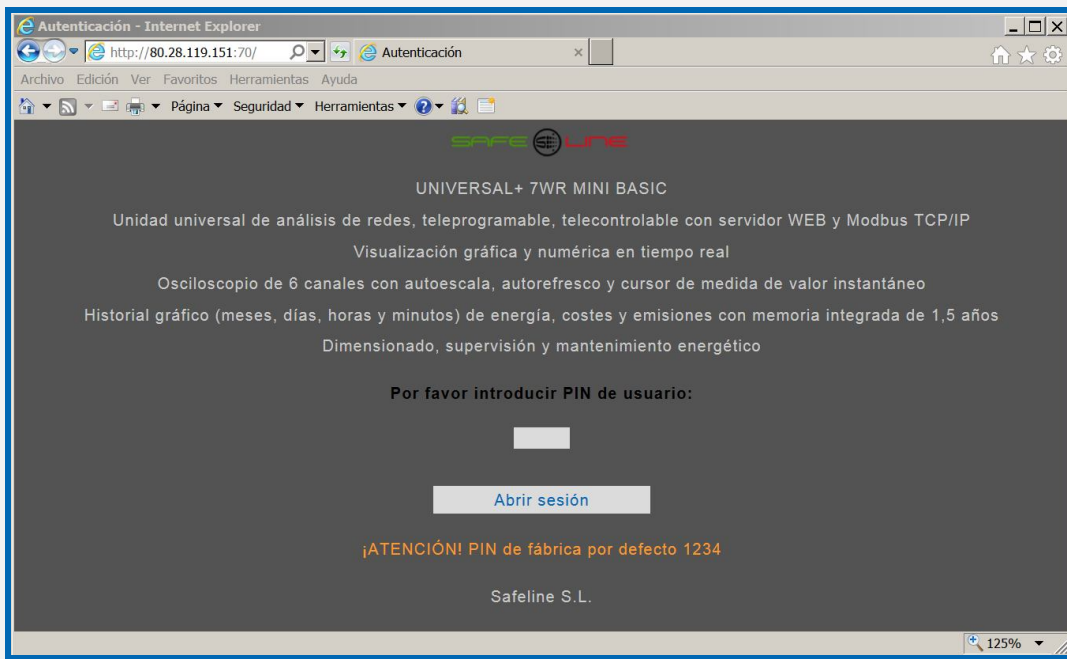 Autenticación - Internet Explorer
http://80.28.119.151:70/
Autenticación
Archivo Edición Ver Favoritos Herramientas Ayuda
Página Seguridad Herramientas
SAFE LINE
UNIVERSAL+ 7WR MINI BASIC
Unidad universal de análisis de redes, teleprogramable, telecontrolable con servidor WEB y Modbus TCP/IP
Visualización gráfica y numérica en tiempo real
Osciloscopio de 6 canales con autoescala, autorefresco y cursor de medida de valor instantáneo
Historial gráfico (meses, días, horas y minutos) de energía, costes y emisiones con memoria integrada de 1,5 años
Dimensionado, supervisión y mantenimiento energético
Por favor introducir PIN de usuario:
Abrir sesión
¡ATENCIÓN! PIN de fábrica por defecto 1234
Safeline S.L.
125%